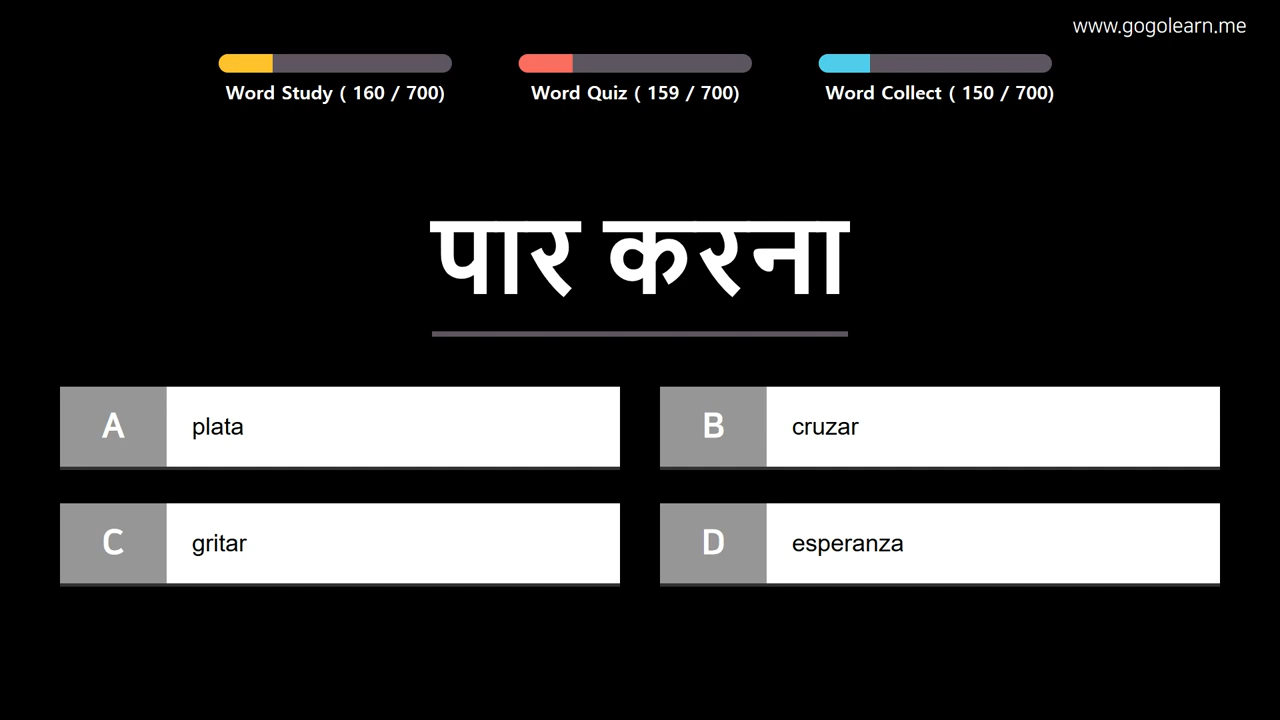 www.gogolearn.me
Word Study ( 160 / 700)
Word Quiz ( 159 / 700)
Word Collect ( 150 / 700)
पार करना
A plata
B cruzar
C gritar
D esperanza